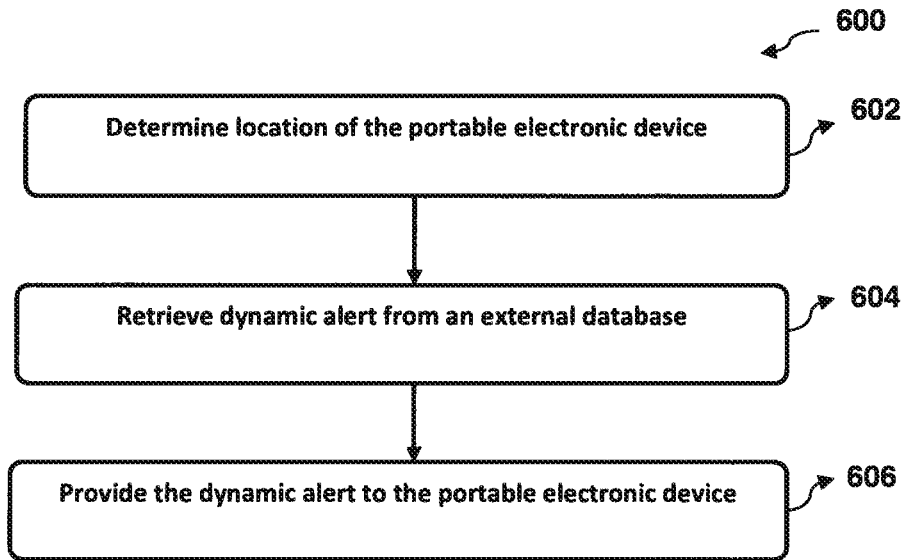 600
Determine location of the portable electronic device
602
Retrieve dynamic alert from an external database
604
Provide the dynamic alert to the portable electronic device
606